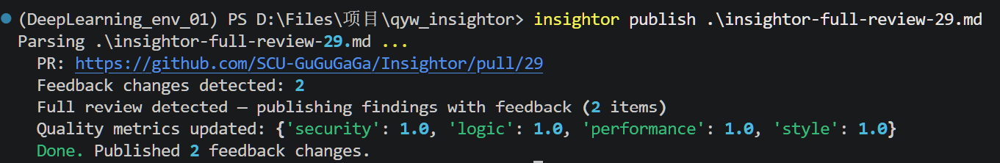 (DeepLearning_env_01) PS D:\Files\项目\qyw_insightor> insightor publish .\insightor-full-review-29.md
Parsing .\insightor-full-review-29.md ...
PR: https://github.com/SCU-GuGuGaGa/Insightor/pull/29
Feedback changes detected: 2
Full review detected — publishing findings with feedback (2 items)
Quality metrics updated: {'security': 1.0, 'logic': 1.0, 'performance': 1.0, 'style': 1.0}
Done. Published 2 feedback changes.